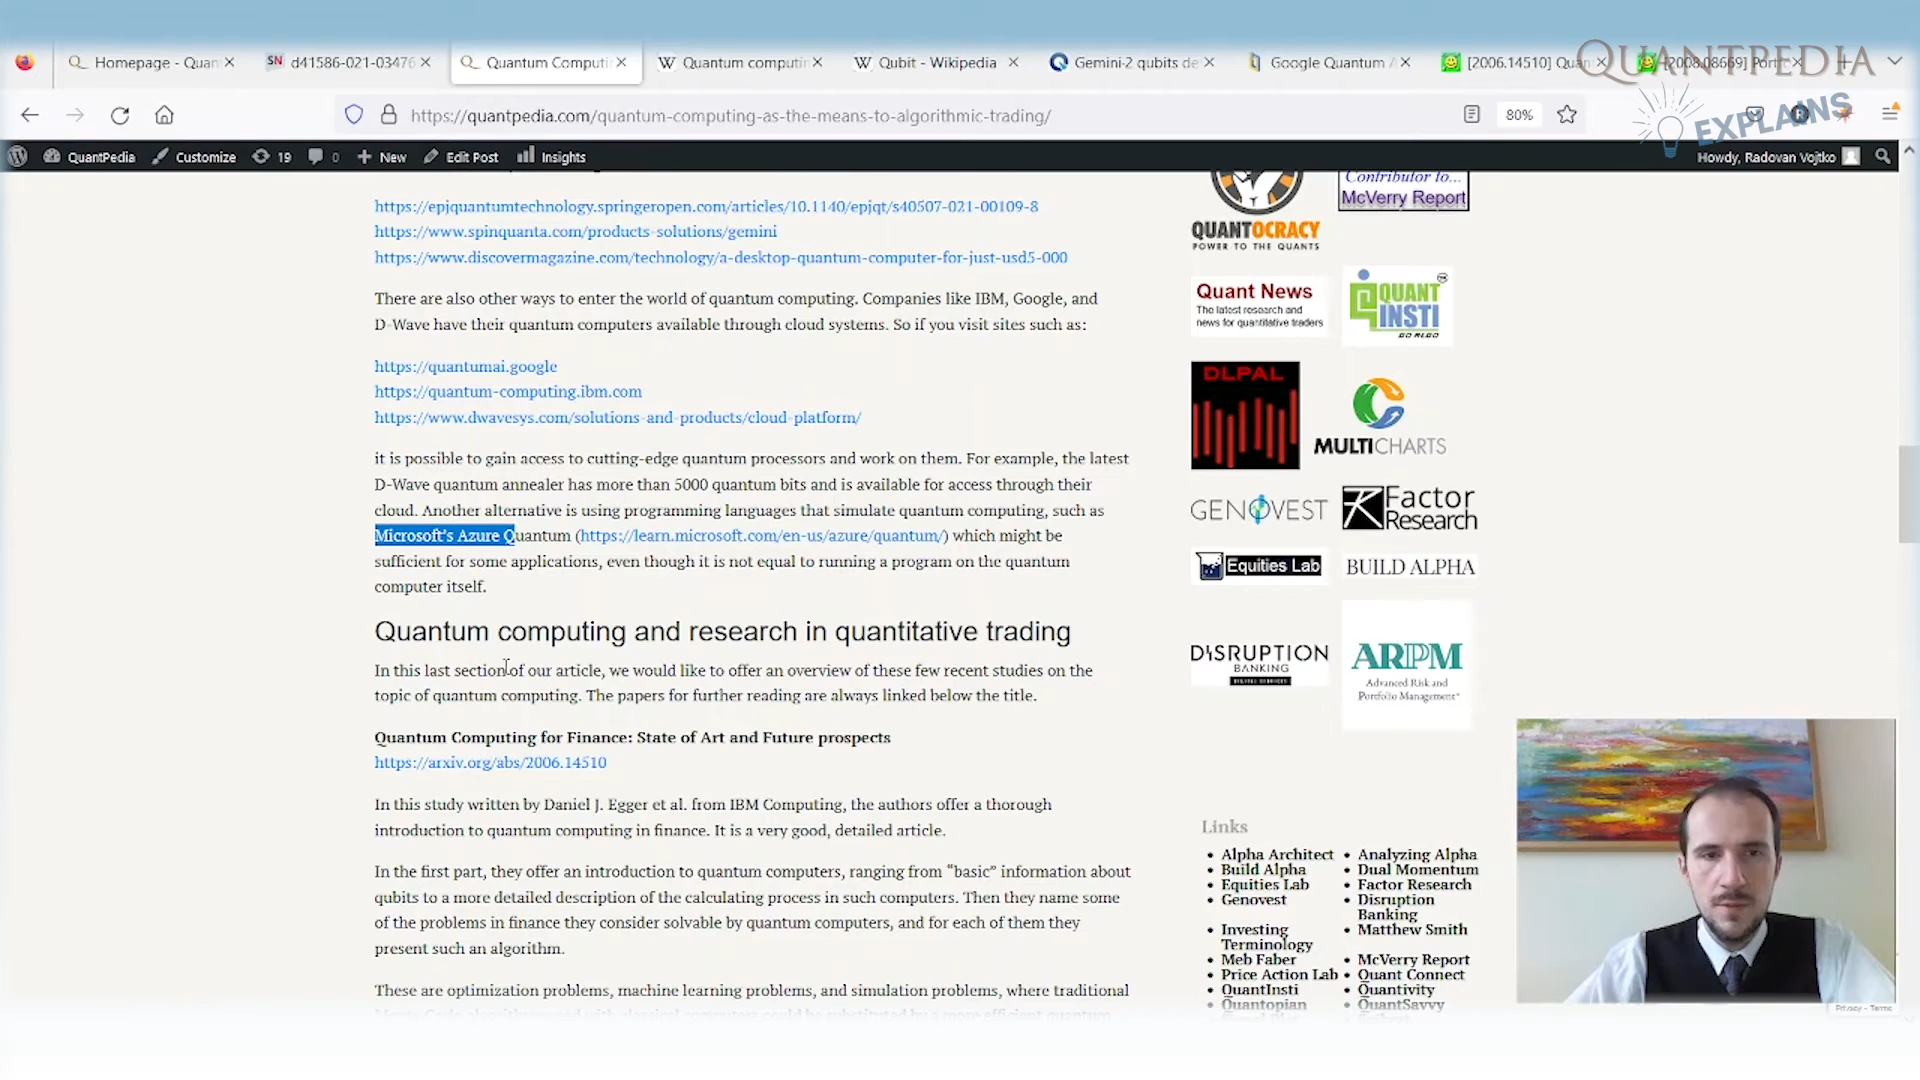 Homepage - Quan
d41586-021-03476
Quantum Computin
Quantum computin
Qubit - Wikipedia
Gemini-2 qubits de
Google Quantum A
[2006.14510] Quan
[2008.08669] Portfo
QUANTPEDIA
EXPLAINS
https://quantpedia.com/quantum-computing-as-the-means-to-algorithmic-trading/
80%
QuantPedia
Customize
19
0
New
Edit Post
Insights
Howdy, Radovan Vojtko
https://epjquantumtechnology.springeropen.com/articles/10.1140/epjqt/s40507-021-00109-8
https://www.spinquanta.com/products-solutions/gemini
https://www.discovermagazine.com/technology/a-desktop-quantum-computer-for-just-usd5-000
There are also other ways to enter the world of quantum computing. Companies like IBM, Google, and
D-Wave have their quantum computers available through cloud systems. So if you visit sites such as:
https://quantumai.google
https://quantum-computing.ibm.com
https://www.dwavesys.com/solutions-and-products/cloud-platform/
it is possible to gain access to cutting-edge quantum processors and work on them. For example, the latest
D-Wave quantum annealer has more than 5000 quantum bits and is available for access through their
cloud. Another alternative is using programming languages that simulate quantum computing, such as
Microsoft's Azure Quantum (https://learn.microsoft.com/en-us/azure/quantum/) which might be
sufficient for some applications, even though it is not equal to running a program on the quantum
computer itself.
Quantum computing and research in quantitative trading
In this last section of our article, we would like to offer an overview of these few recent studies on the
topic of quantum computing. The papers for further reading are always linked below the title.
Quantum Computing for Finance: State of Art and Future prospects
https://arxiv.org/abs/2006.14510
In this study written by Daniel J. Egger et al. from IBM Computing, the authors offer a thorough
introduction to quantum computing in finance. It is a very good, detailed article.
In the first part, they offer an introduction to quantum computers, ranging from “basic” information about
qubits to a more detailed description of the calculating process in such computers. Then they name some
of the problems in finance they consider solvable by quantum computers, and for each of them they
present such an algorithm.
These are optimization problems, machine learning problems, and simulation problems, where traditional
Contributor to...
McVerry Report
QUANTOCRACY
POWER TO THE QUANTS
Quant News
The latest research and
news for quantitative traders
QUANT
INSTI
GO ALGO
DLPAL
MULTICHARTS
GENOVEST
Factor
Research
Equities Lab
BUILD ALPHA
DISRUPTION
BANKING
ARPM
Advanced Risk and
Portfolio Management
Links
Alpha Architect
Build Alpha
Equities Lab
Genovest
Investing
Terminology
Meb Faber
Price Action Lab
QuantInsti
Quantopian
Analyzing Alpha
Dual Momentum
Factor Research
Disruption
Banking
Matthew Smith
McVerry Report
Quant Connect
Quantivity
QuantSavvy
Privacy - Terms